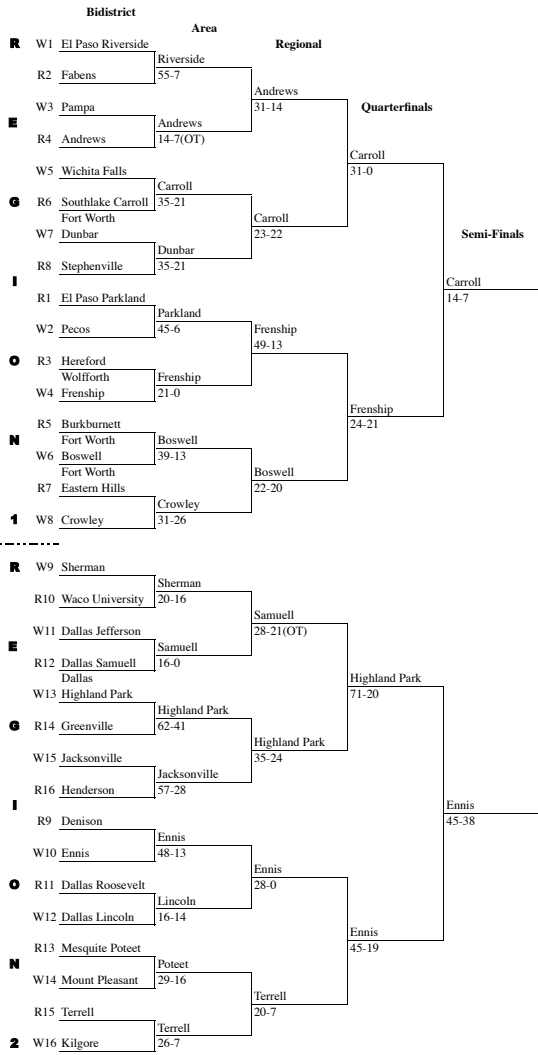 Bidistrict
Area
Regional
Quarterfinals
Semi-Finals
R
W1 El Paso Riverside
Riverside
R2 Fabens
55-7
Andrews
W3 Pampa
31-14
E
Andrews
R4 Andrews
14-7(OT)
Carroll
W5 Wichita Falls
31-0
Carroll
G
R6 Southlake Carroll
35-21
Fort Worth
Carroll
W7 Dunbar
23-22
Dunbar
R8 Stephenville
35-21
I
Carroll
R1 El Paso Parkland
14-7
Parkland
W2 Pecos
45-6
Frenship
49-13
O
R3 Hereford
Wolfforth
Frenship
W4 Frenship
21-0
Frenship
R5 Burkburnett
24-21
N
Fort Worth
Boswell
W6 Boswell
39-13
Fort Worth
Boswell
R7 Eastern Hills
22-20
Crowley
1
W8 Crowley
31-26
R
W9 Sherman
Sherman
R10 Waco University
20-16
Samuell
W11 Dallas Jefferson
28-21(OT)
E
Samuell
R12 Dallas Samuell
16-0
Dallas
Highland Park
W13 Highland Park
71-20
Highland Park
G
R14 Greenville
62-41
Highland Park
W15 Jacksonville
35-24
Jacksonville
R16 Henderson
57-28
I
Ennis
R9 Denison
45-38
Ennis
W10 Ennis
48-13
Ennis
O
R11 Dallas Roosevelt
28-0
Lincoln
W12 Dallas Lincoln
16-14
Ennis
R13 Mesquite Poteet
45-19
N
Poteet
W14 Mount Pleasant
29-16
Terrell
R15 Terrell
20-7
Terrell
2
W16 Kilgore
26-7